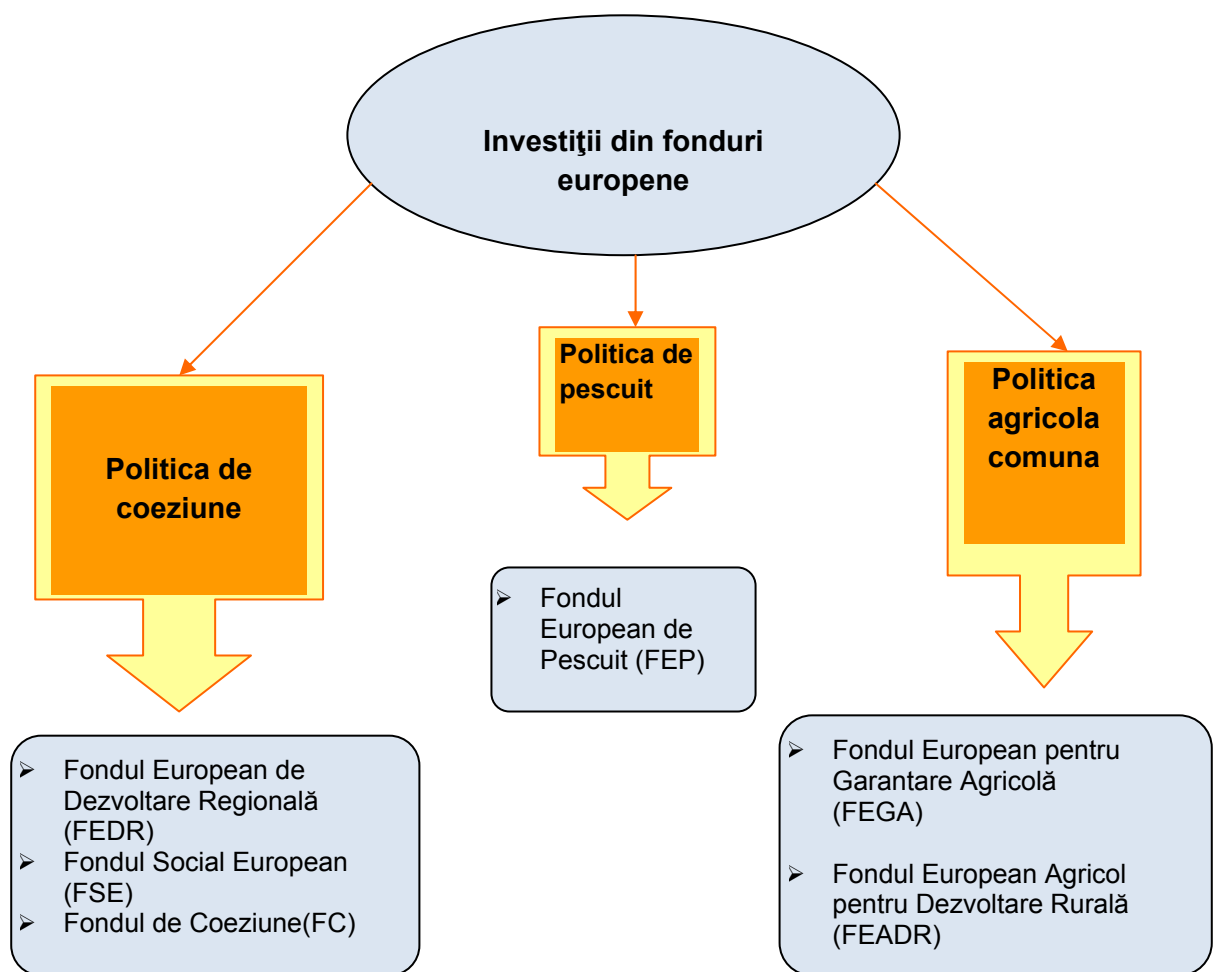 Investiţii din fonduri
europene
Politica de
coeziune
Politica de
pescuit
Politica
agricola
comuna
➢ Fondul European de
Dezvoltare Regională
(FEDR)
➢ Fondul Social European
(FSE)
➢ Fondul de Coeziune(FC)
➢ Fondul
European de
Pescuit (FEP)
➢ Fondul European pentru
Garantare Agricolă
(FEGA)
➢ Fondul European Agricol
pentru Dezvoltare Rurală
(FEADR)